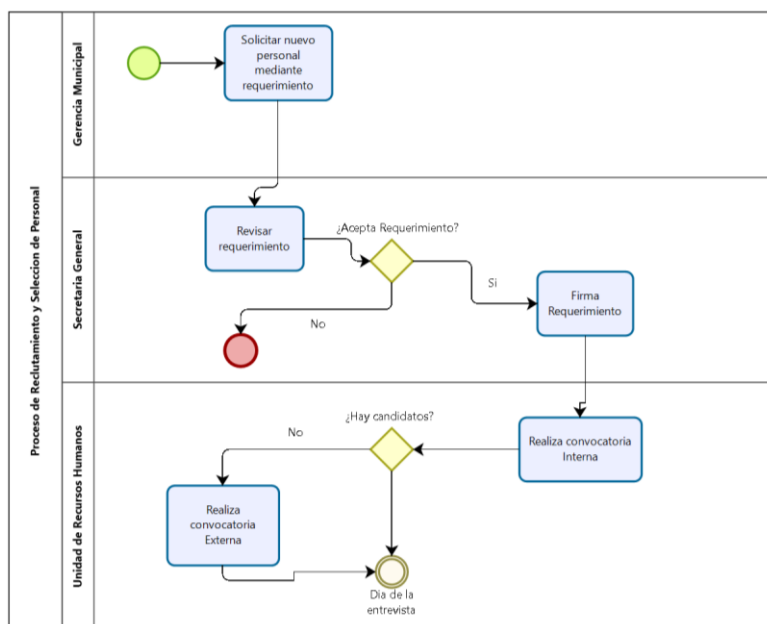 Proceso de Reclutamiento y Seleccion de Personal
Gerencia Municipal
Solicitar nuevo
personal
mediante
requerimiento
Secretaria General
Revisar
requerimiento
¿Acepta Requerimiento?
Si
No
Firma
Requerimiento
Unidad de Recursos Humanos
Realiza convocatoria
Interna
¿Hay candidatos?
No
Realiza
convocatoria
Externa
Dia de la
entrevista